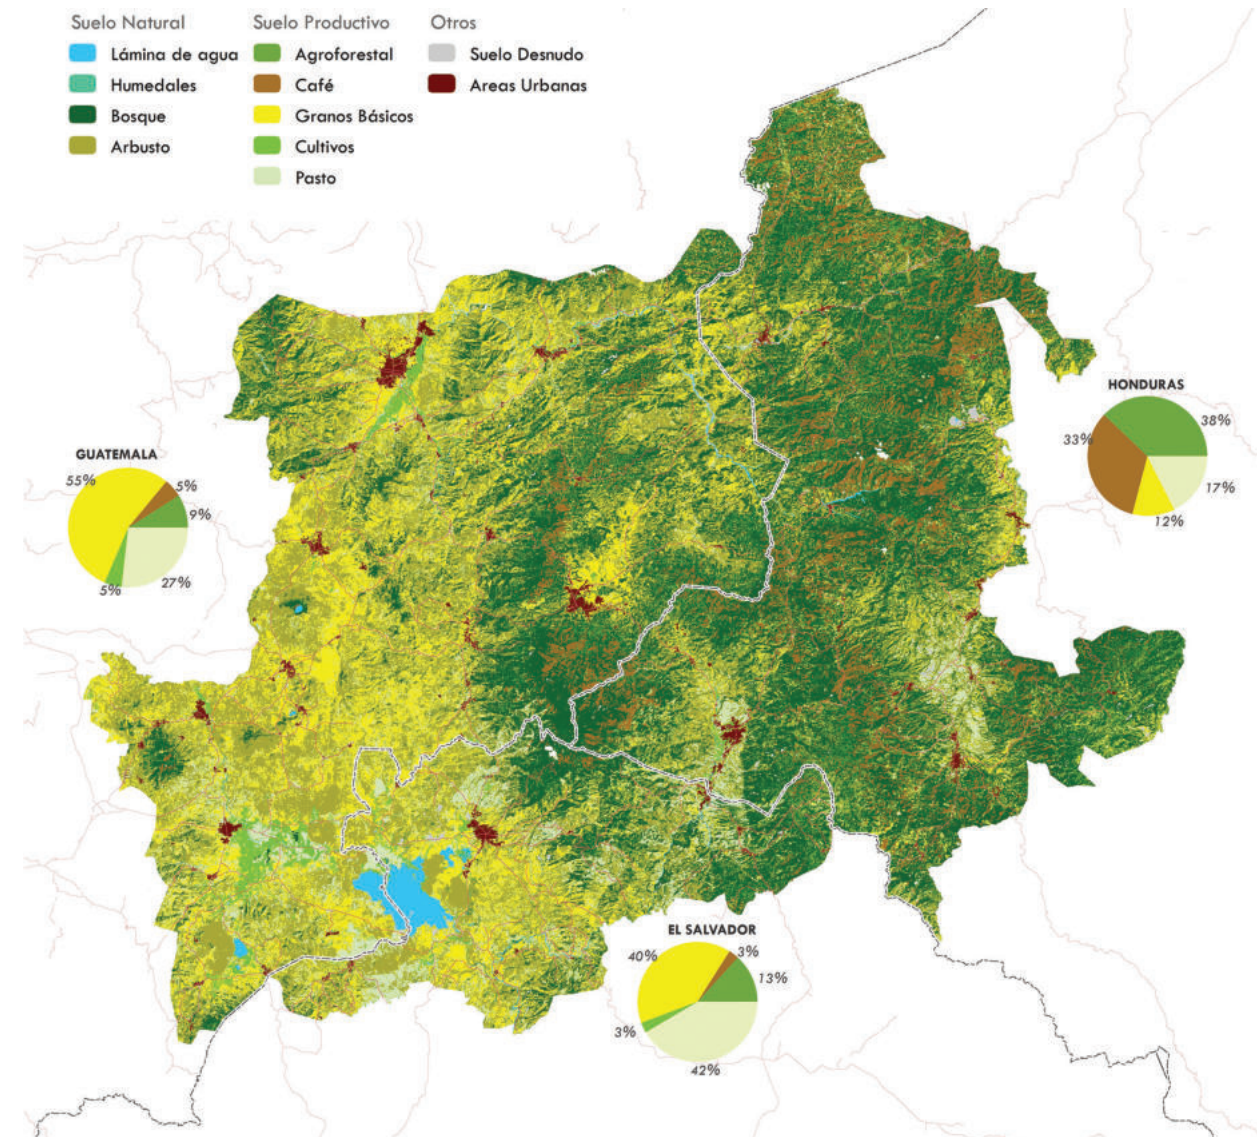 Suelo Natural
Lámina de agua
Humedales
Bosque
Arbusto
Suelo Productivo
Agroforestal
Café
Granos Básicos
Cultivos
Pasto
Otros
Suelo Desnudo
Areas Urbanas
HONDURAS
38%
33%
17%
12%
GUATEMALA
55%
5%
9%
5%
27%
EL SALVADOR
40%
3%
13%
3%
42%